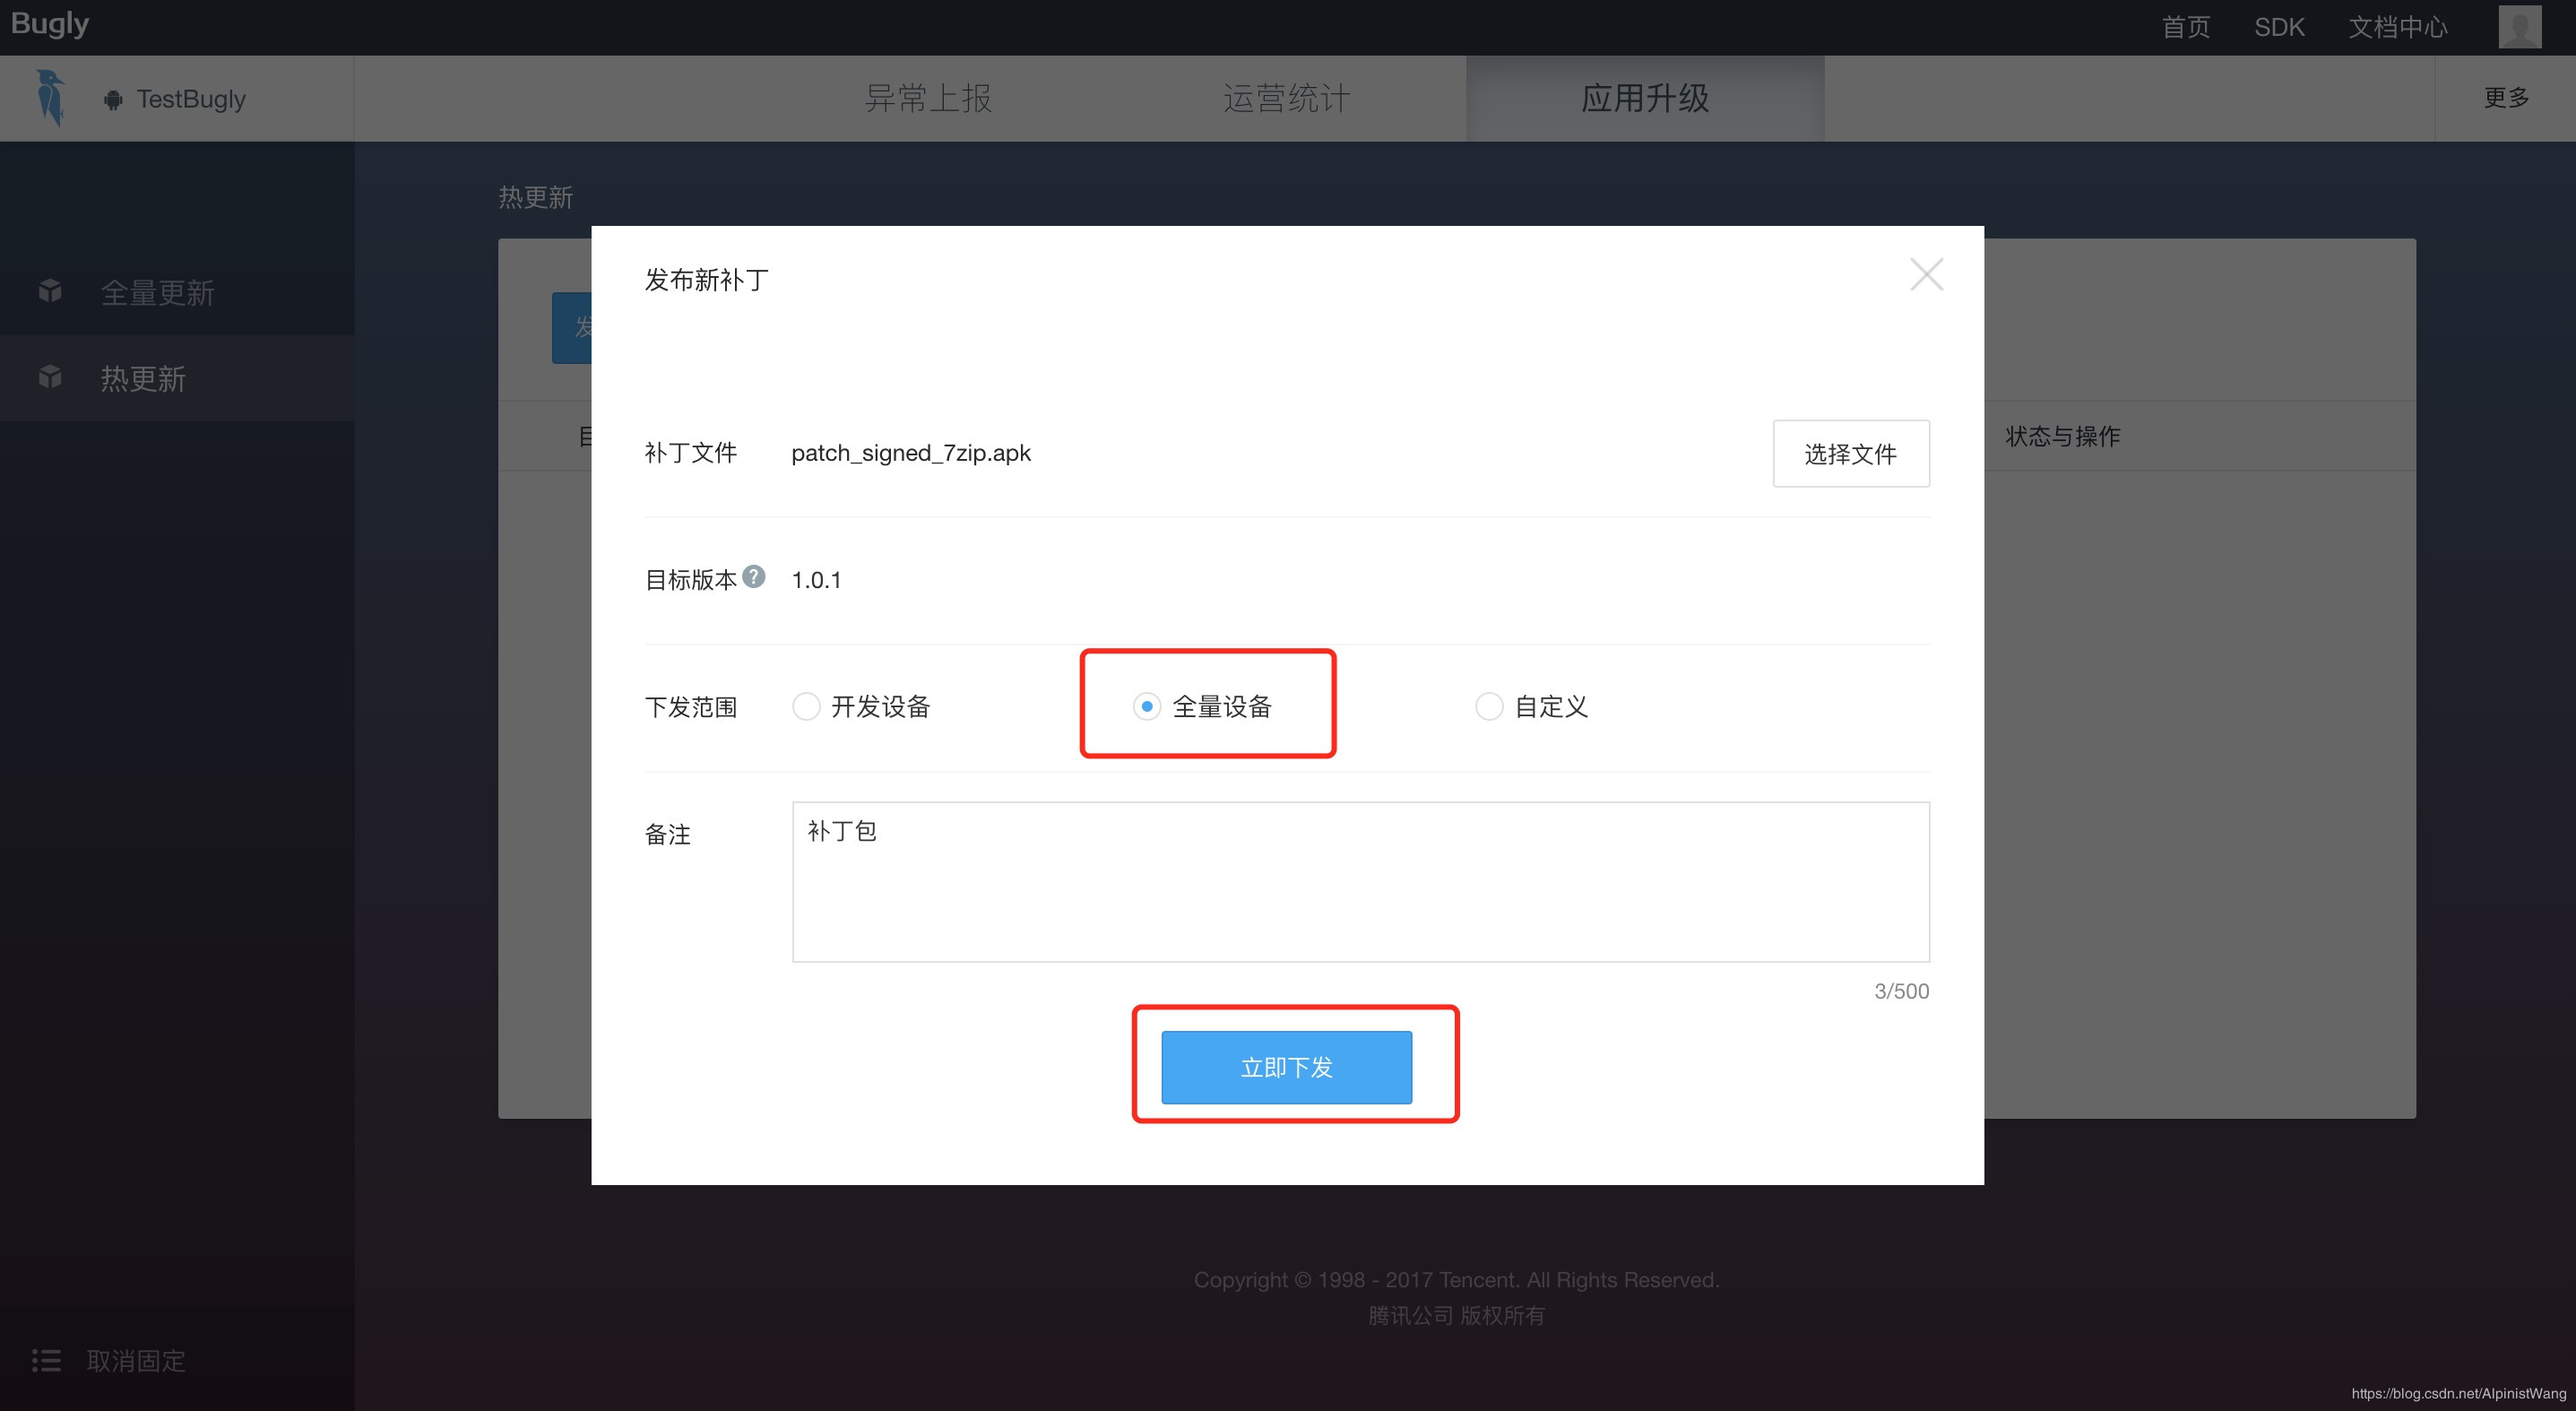 Bugly
首页 SDK 文档中心
TestBugly
异常上报 运营统计 应用升级 更多
热更新
全量更新
热更新
发
状态与操作
发布新补丁
补丁文件 patch_signed_7zip.apk 选择文件
目标版本 ? 1.0.1
下发范围 开发设备 全量设备 自定义
备注 补丁包
3/500
立即下发
Copyright © 1998 - 2017 Tencent. All Rights Reserved.
腾讯公司 版权所有
取消固定
https://blog.csdn.net/AlpinistWang